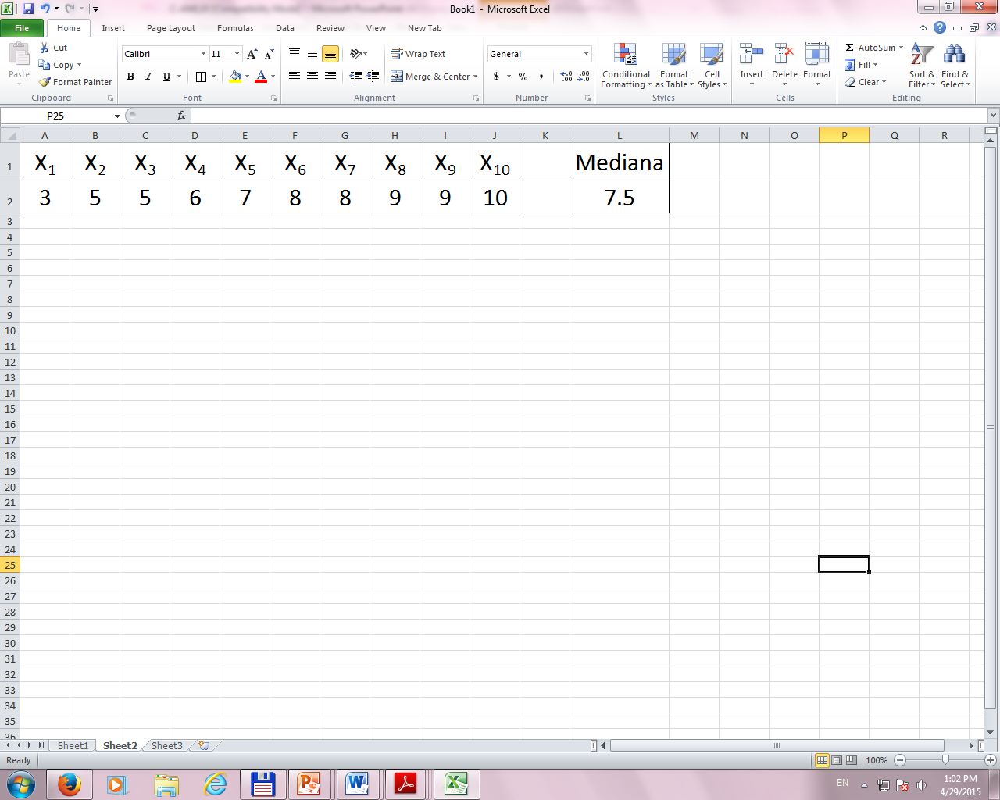 Book1 - Microsoft Excel
File Home Insert Page Layout Formulas Data Review View New Tab
Paste Cut Copy Format Painter Clipboard
Calibri 11 B I U A A A Font
Wrap Text Merge & Center Alignment
General $ % , .0 .00 .00 .0 Number
Conditional Formatting Format as Table Cell Styles Styles
Insert Delete Format Cells
Σ AutoSum Fill Clear Sort & Filter Find & Select Editing
P25 fx
A B C D E F G H I J K L M N O P Q R
1 X1 X2 X3 X4 X5 X6 X7 X8 X9 X10 Mediana
2 3 5 5 6 7 8 8 9 9 10 7.5
3
4
5
6
7
8
9
10
11
12
13
14
15
16
17
18
19
20
21
22
23
24
25
26
27
28
29
30
31
32
33
34
35
36
Sheet1 Sheet2 Sheet3
Ready 100%
EN 1:02 PM
4/29/2015